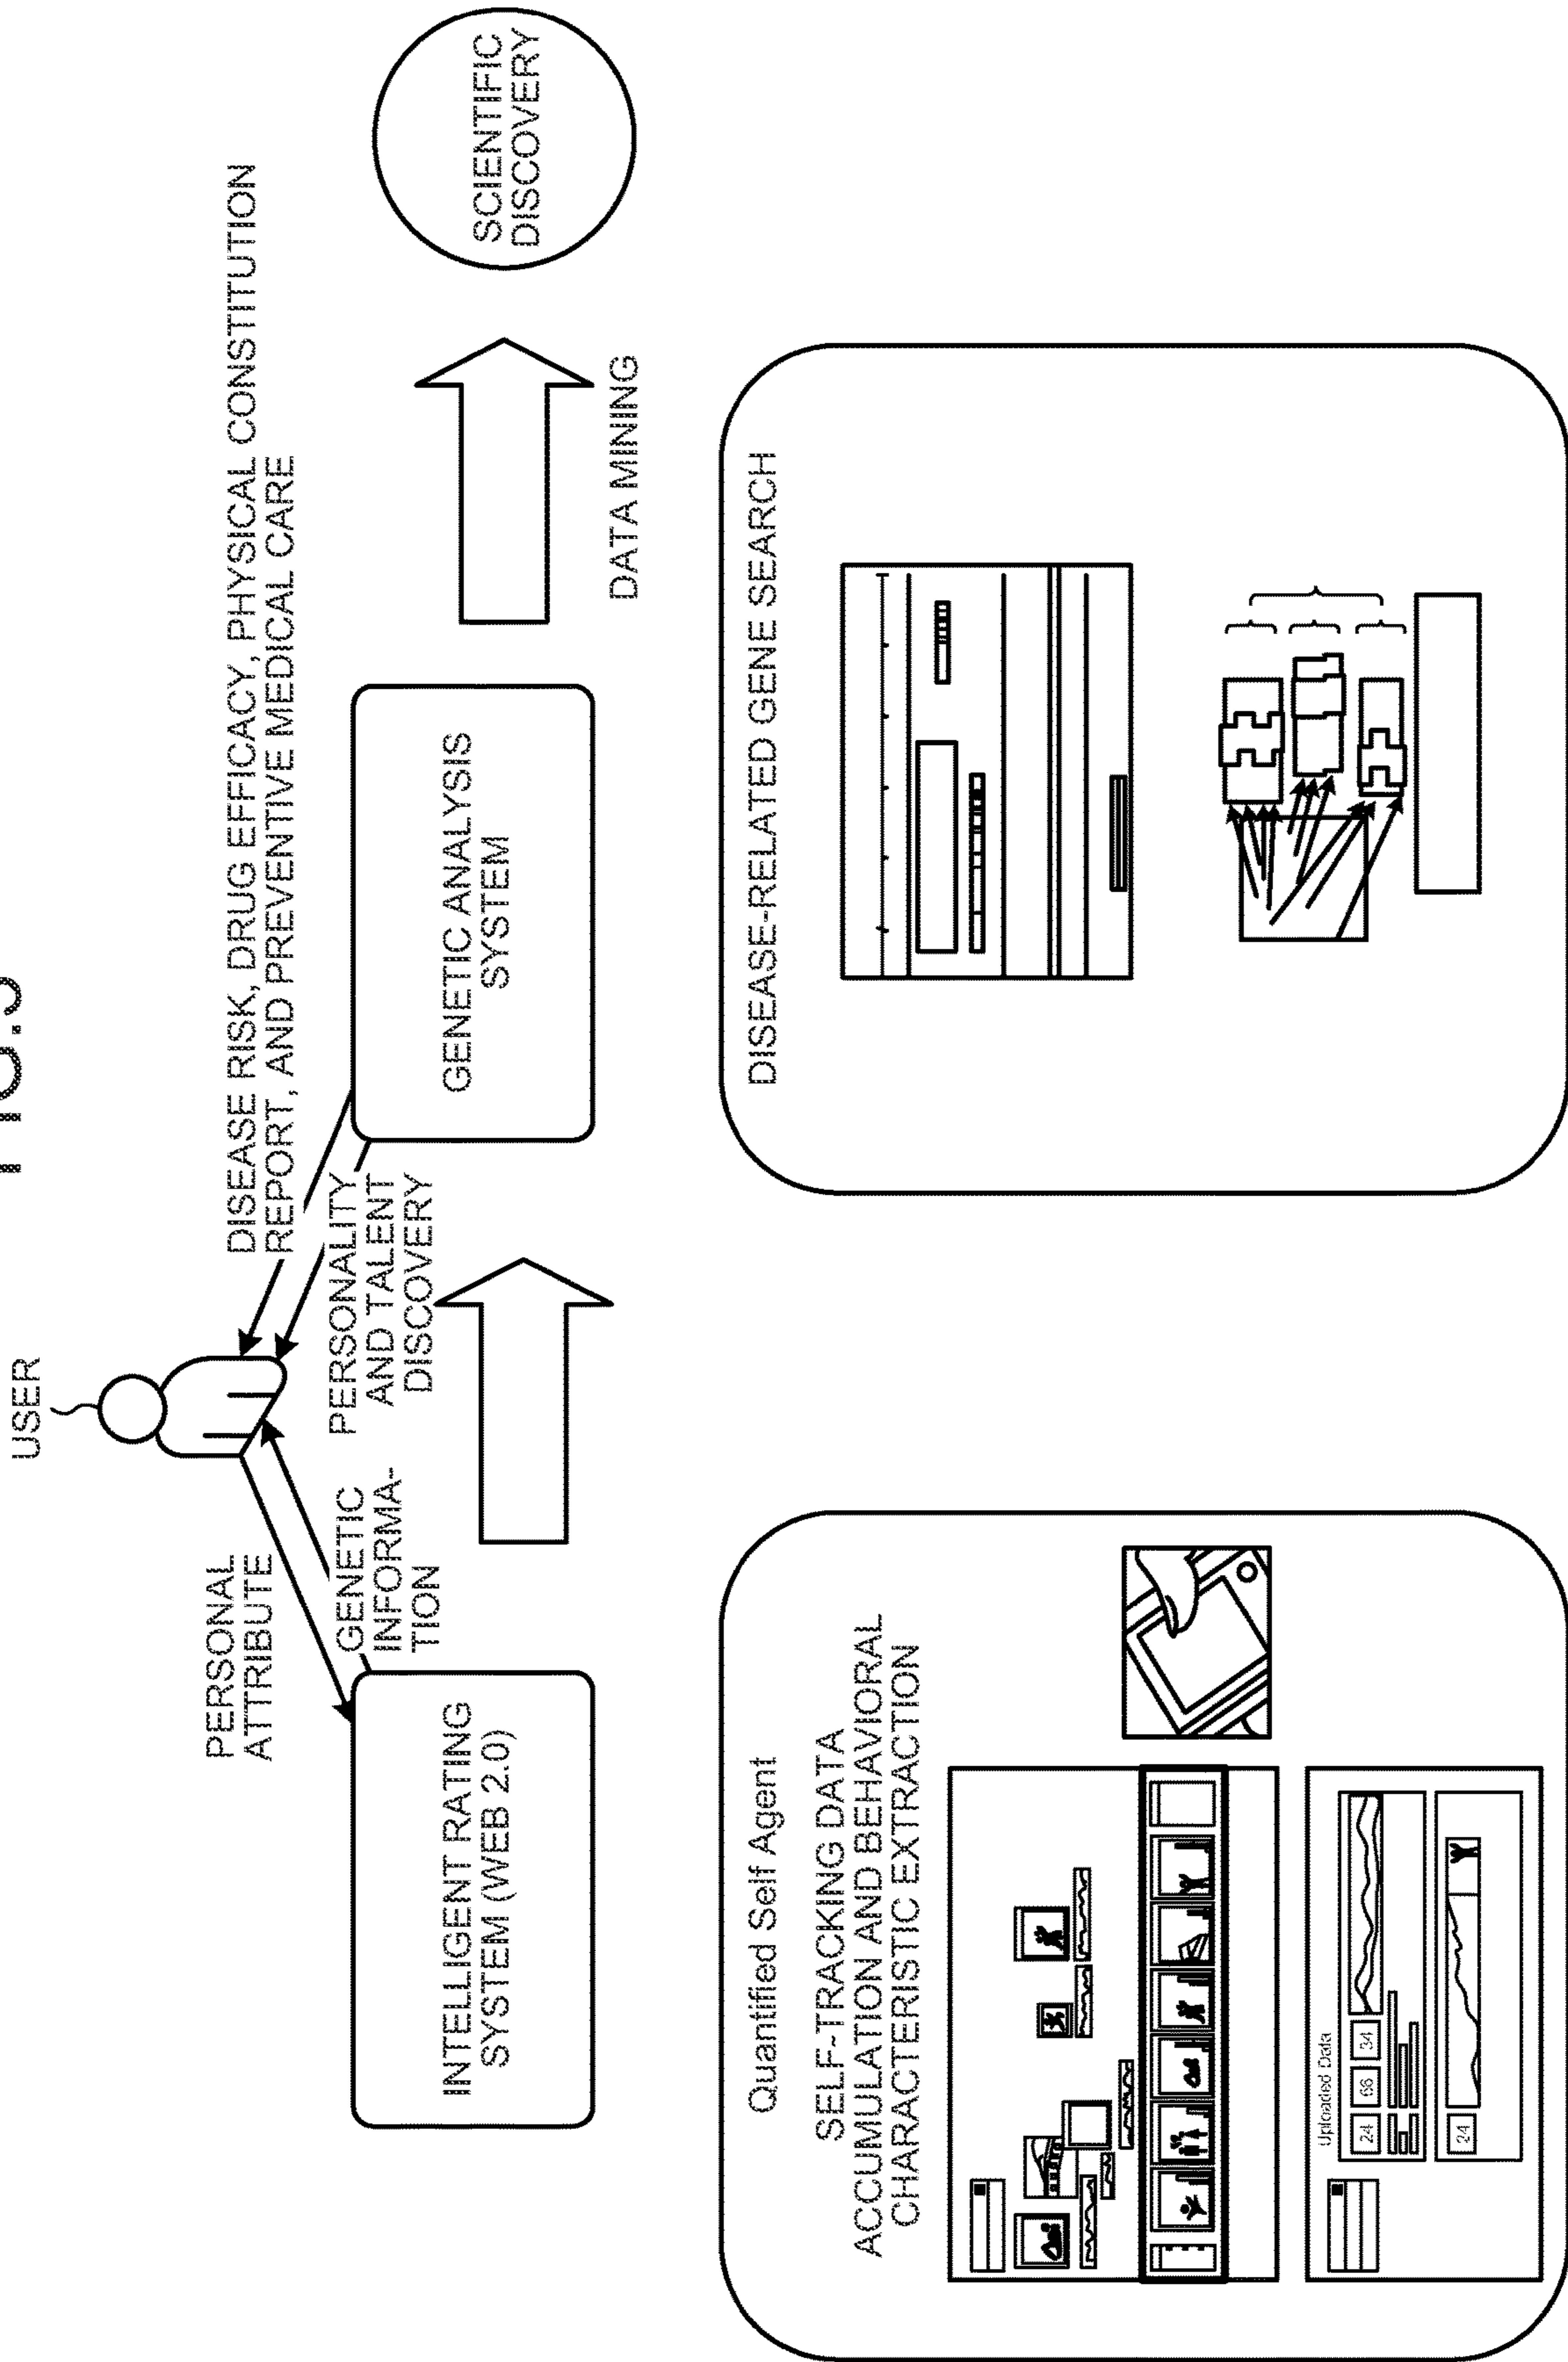 USER
DISEASE RISK, DRUG EFFICACY, PHYSICAL CONSTITUTION
REPORT, AND PREVENTIVE MEDICAL CARE
PERSONAL
ATTRIBUTE
GENETIC
INFORMA-
TION
PERSONALITY
AND TALENT
DISCOVERY
INTELLIGENT RATING
SYSTEM (WEB 2.0)
GENETIC ANALYSIS
SYSTEM
SCIENTIFIC
DISCOVERY
DATA MINING
Quantified Self Agent
SELF-TRACKING DATA
ACCUMULATION AND BEHAVIORAL
CHARACTERISTIC EXTRACTION
Uploaded Data
24 66 34
24
DISEASE-RELATED GENE SEARCH